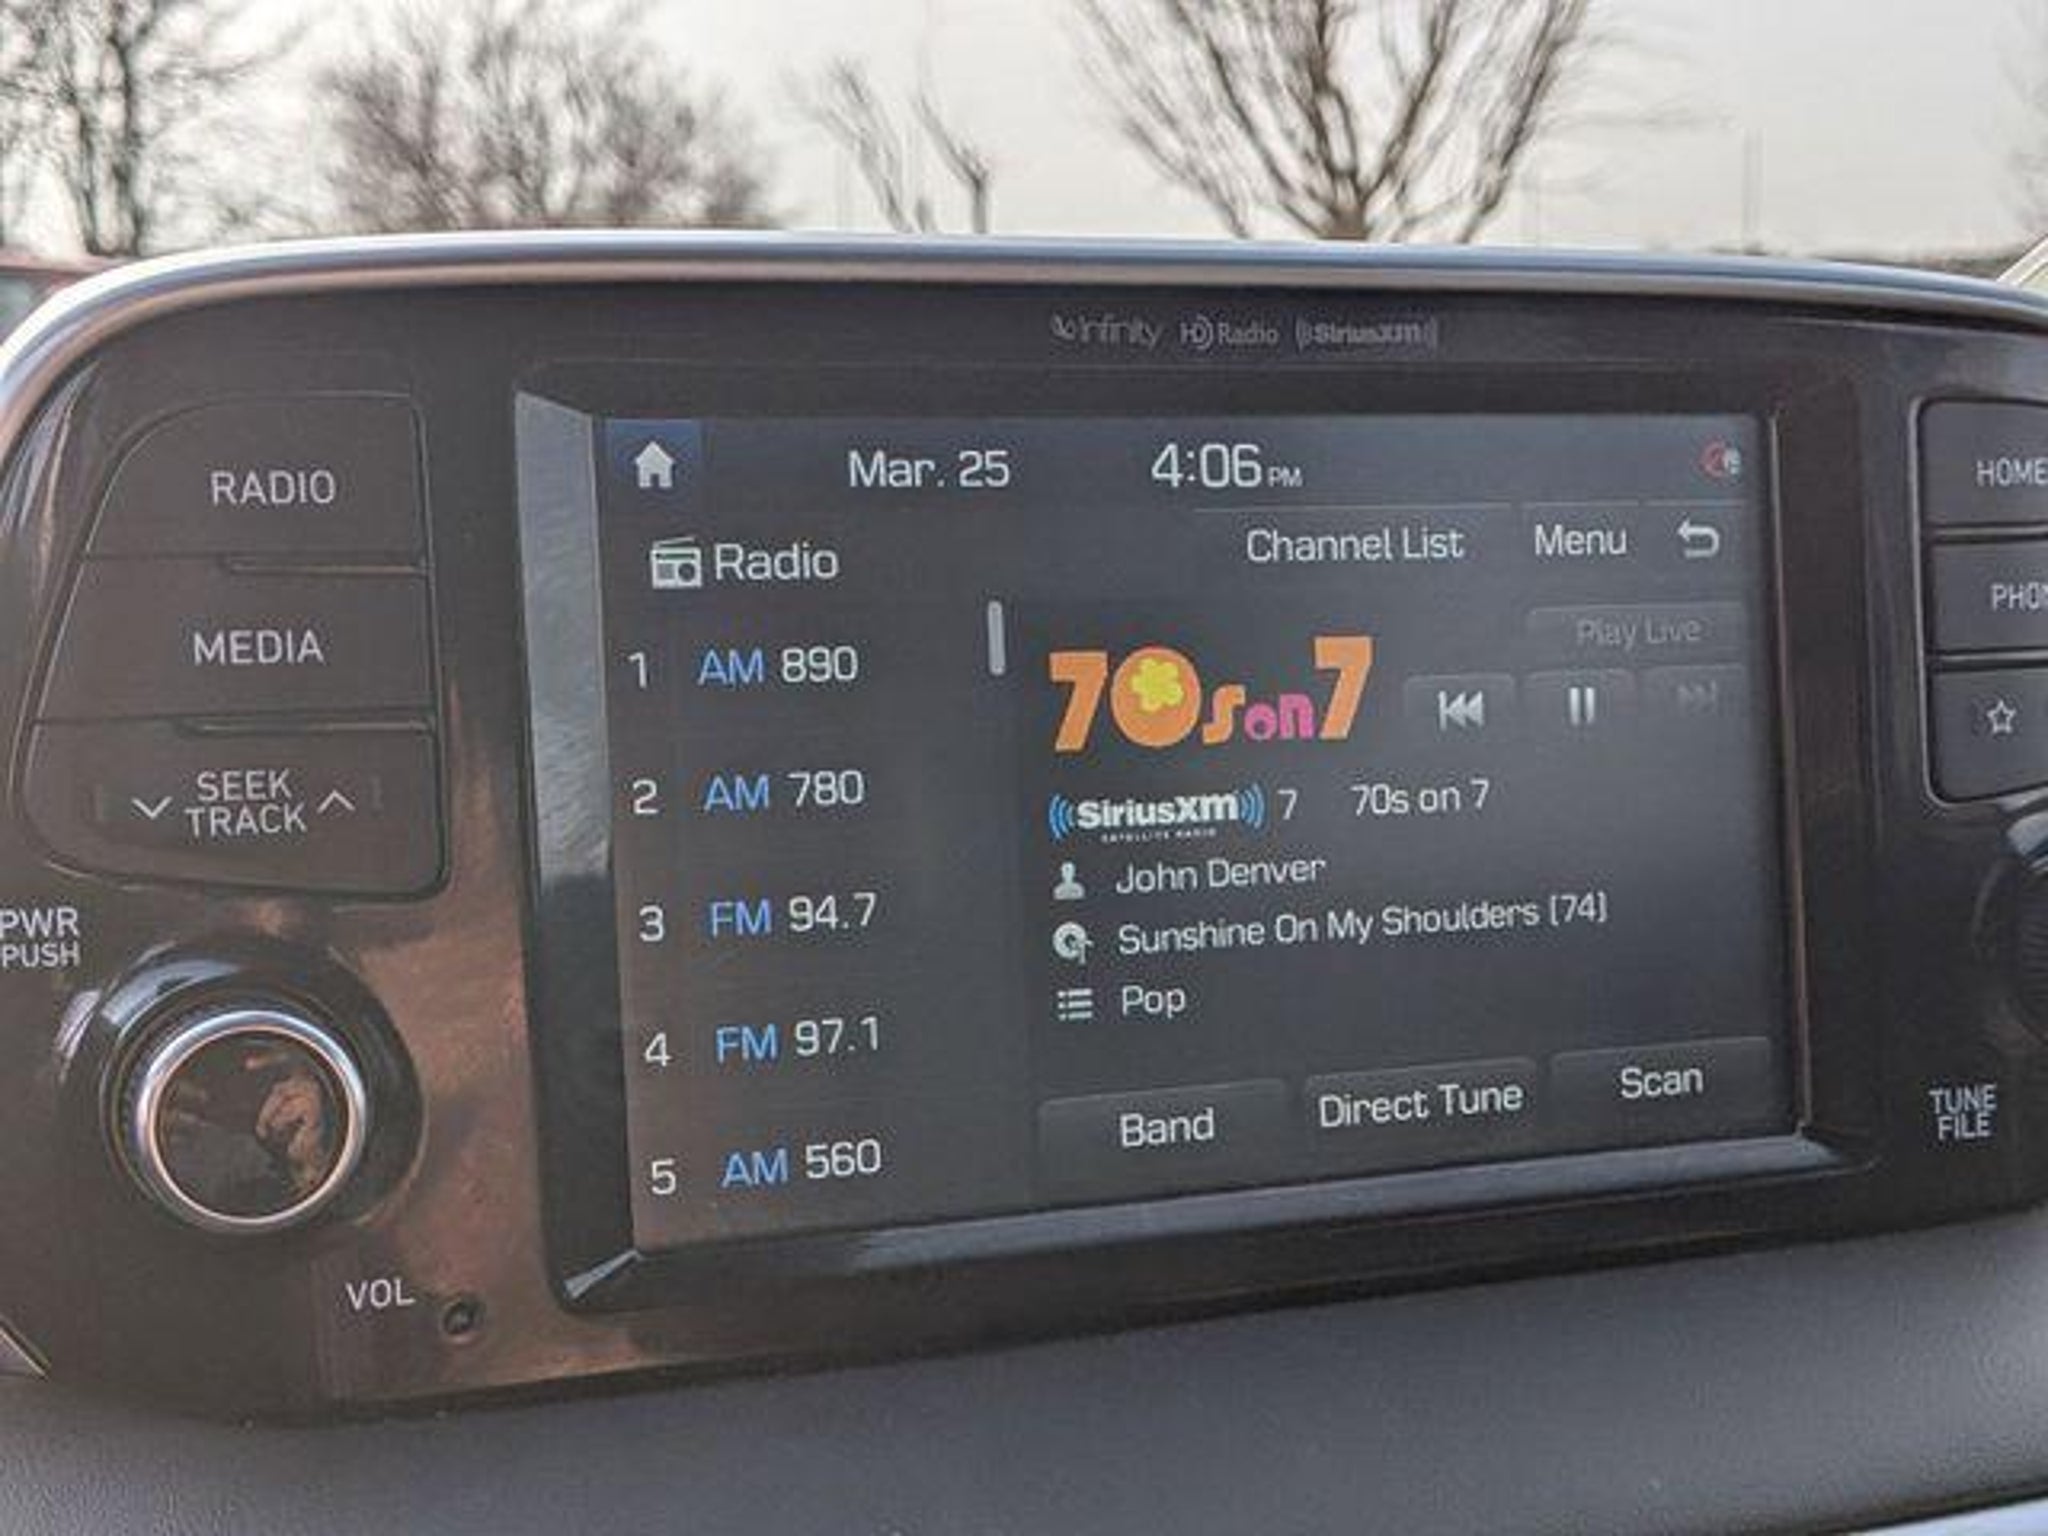 infinity HD Radio SiriusXM
RADIO
MEDIA
SEEK
TRACK
PWR
PUSH
VOL
Mar. 25 4:06 PM
Radio
Channel List Menu
1 AM 890
2 AM 780
3 FM 94.7
4 FM 97.1
5 AM 560
Play Live
70s on 7
SiriusXM 7 70s on 7
SATELLITE RADIO
John Denver
Sunshine On My Shoulders (74)
Pop
Band Direct Tune Scan
HOME
PHON
TUNE
FILE